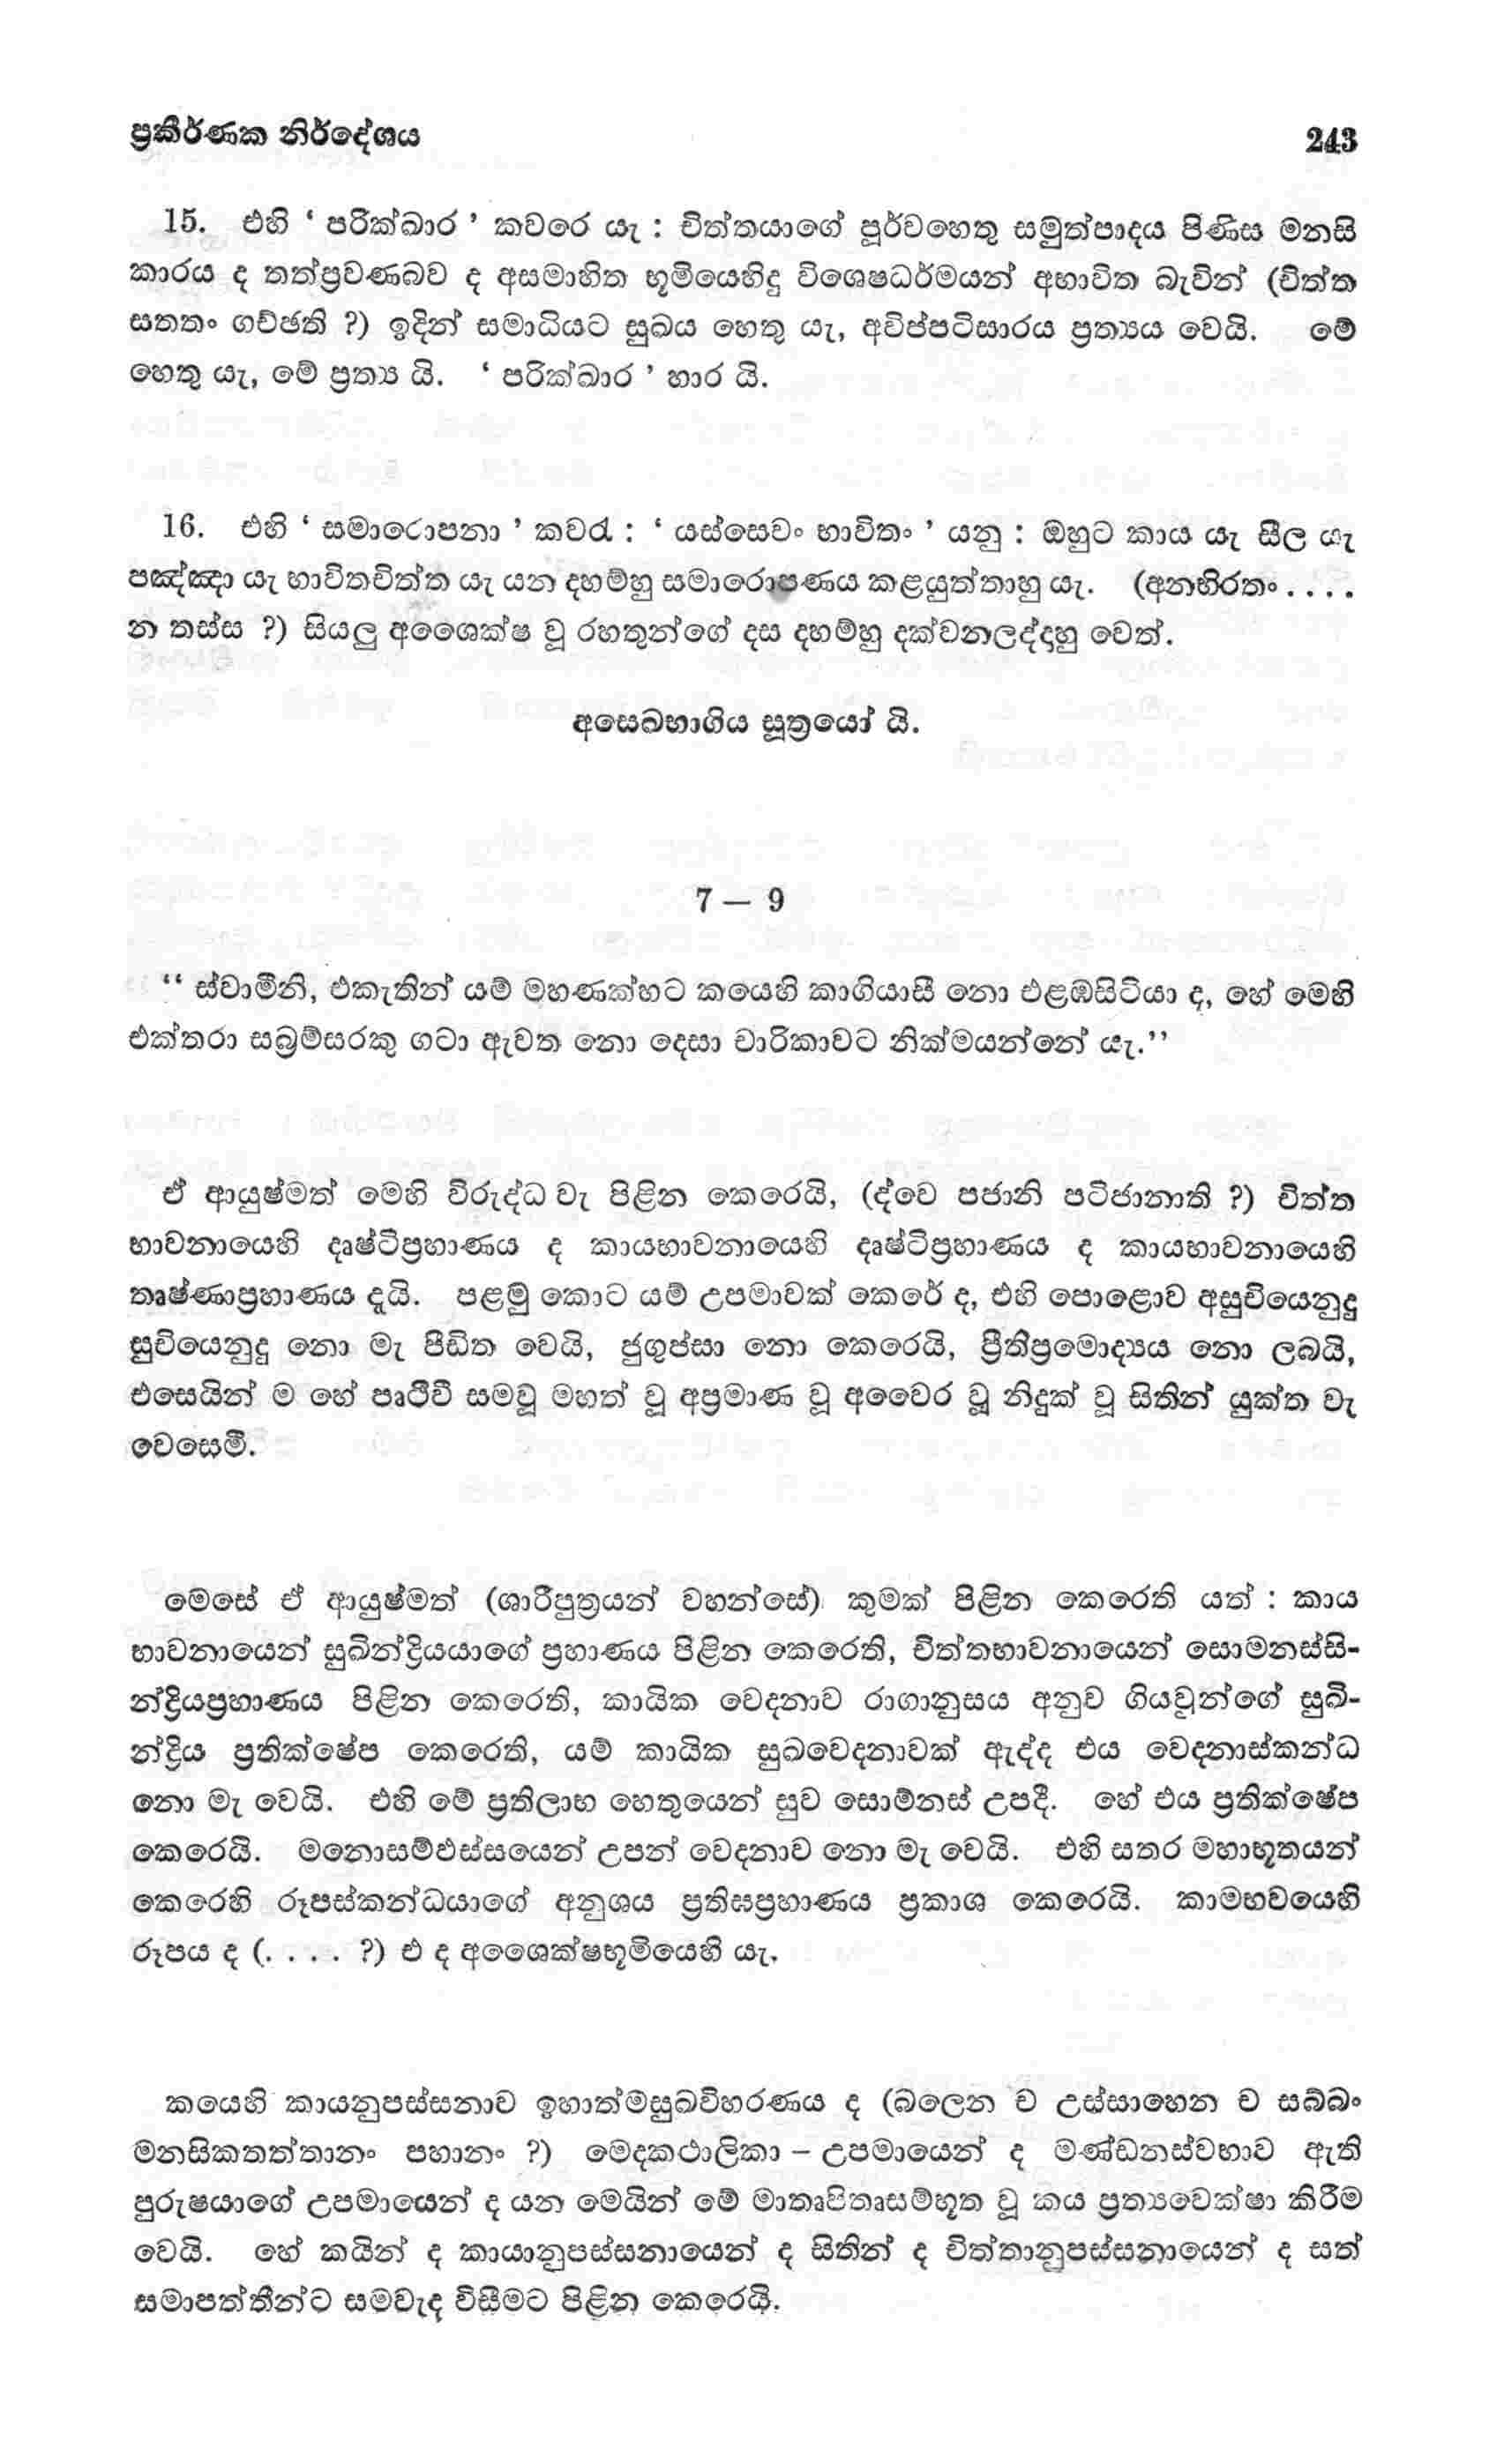 ප්‍රකීර්ණක නිර්දේශය 243
15. එහි ‘ පරික්ඛාර ’ කවරෙ යැ : චිත්තයාගේ පූර්වහෙතු සමුත්පාදය පිණිස මනසි
කාරය ද තත්ප්‍රවණබව ද අසමාහිත භූමියෙහිදු විශෙෂධර්මයන් අභාවිත බැවින් (චිත්ත
සතතං ගච්ඡති ?) ඉදින් සමාධියට සුඛය හෙතු යැ, අවිප්පටිසාරය ප්‍රත්‍යය වෙයි. මේ
හෙතු යැ, මේ ප්‍රත්‍ය යි. ‘ පරික්ඛාර ’ හාර යි.
16. එහි ‘ සමාරොපනා ’ කවරැ : ‘ යස්සෙවං භාවිතං ’ යනු : ඔහුට කාය යැ සීල යැ
පඤ්ඤා යැ භාවිතචිත්ත යැ යන දහම්හු සමාරොපණය කළයුත්තාහු යැ. (අනභිරතං . . . .
න තස්ස ?) සියලු අශෛක්ෂ වූ රහතුන්ගේ දස දහම්හු දක්වනලද්දාහු වෙත්.
අසෙඛභාගිය සූත්‍රයෝ යි.
7 — 9
“ ස්වාමීනි, එකැතින් යම් මහණක්හට කයෙහි කාගියාසී නො එළඹසිටියා ද, හේ මෙහි
එක්තරා සබ්‍රම්සරකු ගටා ඇවත නො දෙසා චාරිකාවට නික්මයන්නේ යැ.”
ඒ ආයුෂ්මත් මෙහි විරුද්ධ වැ පිළින කෙරෙයි, (ද්වෙ පජානි පටිජානාති ?) චිත්ත
භාවනායෙහි දෘෂ්ටිප්‍රහාණය ද කායභාවනායෙහි දෘෂ්ටිප්‍රහාණය ද කායභාවනායෙහි
තෘෂ්ණාප්‍රහාණය දැයි. පළමු කොට යම් උපමාවක් කෙරේ ද, එහි පොළොව අසුචියෙනුදු
සුචියෙනුදු නො මැ පීඩිත වෙයි, ජුගුප්සා නො කෙරෙයි, ප්‍රීතිප්‍රමොද්‍යය නො ලබයි,
එසෙයින් ම හේ පෘථිවී සමවූ මහත් වූ අප්‍රමාණ වූ අවෛර වූ නිදුක් වූ සිතින් යුක්ත වැ
වෙසෙමි.
මෙසේ ඒ ආයුෂ්මත් (ශාරීපුත්‍රයන් වහන්සේ) කුමක් පිළින කෙරෙති යත් : කාය
භාවනායෙන් සුඛින්ද්‍රියයාගේ ප්‍රහාණය පිළින කෙරෙති, චිත්තභාවනායෙන් සොමනස්සි-
න්ද්‍රියප්‍රහාණය පිළින කෙරෙති, කායික වෙදනාව රාගානුසය අනුව ගියවුන්ගේ සුඛි-
න්ද්‍රිය ප්‍රතික්ෂේප කෙරෙති, යම් කායික සුඛවෙදනාවක් ඇද්ද එය වෙදනාස්කන්ධ
නො මැ වෙයි. එහි මේ ප්‍රතිලාභ හෙතුයෙන් සුව සොම්නස් උපදී. හේ එය ප්‍රතික්ෂේප
කෙරෙයි. මනොසම්ඵස්සයෙන් උපන් වෙදනාව නො මැ වෙයි. එහි සතර මහාභූතයන්
කෙරෙහි රූපස්කන්ධයාගේ අනුශය ප්‍රතිඝප්‍රහාණය ප්‍රකාශ කෙරෙයි. කාමභවයෙහි
රූපය ද (. . . . ?) එ ද අශෛක්ෂභූමියෙහි යැ.
කයෙහි කායනුපස්සනාව ඉහාත්මසුඛවිහරණය ද (බලෙන ච උස්සාහෙන ච සබ්බං
මනසිකතත්තානං පහානං ?) මෙදකථාලිකා – උපමායෙන් ද මණ්ඩනස්වභාව ඇති
පුරුෂයාගේ උපමායෙන් ද යන මෙයින් මේ මාතෘපිතෘසම්භූත වූ කය ප්‍රත්‍යවෙක්ෂා කිරීම
වෙයි. හේ කයින් ද කායානුපස්සනායෙන් ද සිතින් ද චිත්තානුපස්සනායෙන් ද සත්
සමාපත්තීන්ට සමවැද විසීමට පිළින කෙරෙයි.